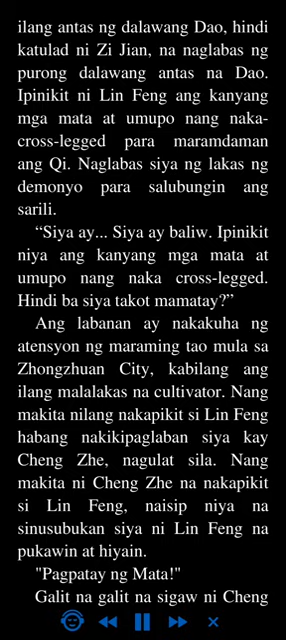 ilang antas ng dalawang Dao, hindi
katulad ni Zi Jian, na naglabas ng
purong dalawang antas na Dao.
Ipinikit ni Lin Feng ang kanyang
mga mata at umupo nang naka-
cross-legged para maramdaman
ang Qi. Naglabas siya ng lakas ng
demonyo para salubungin ang
sarili.
“Siya ay... Siya ay baliw. Ipinikit
niya ang kanyang mga mata at
umupo nang naka cross-legged.
Hindi ba siya takot mamatay?”
Ang labanan ay nakakuha ng
atensyon ng maraming tao mula sa
Zhongzhuan City, kabilang ang
ilang malalakas na cultivator. Nang
makita nilang nakapikit si Lin Feng
habang nakikipaglaban siya kay
Cheng Zhe, nagulat sila. Nang
makita ni Cheng Zhe na nakapikit
si Lin Feng, naisip niya na
sinusubukan siya ni Lin Feng na
pukawin at hiyain.
"Pagpatay ng Mata!"
Galit na galit na sigaw ni Cheng